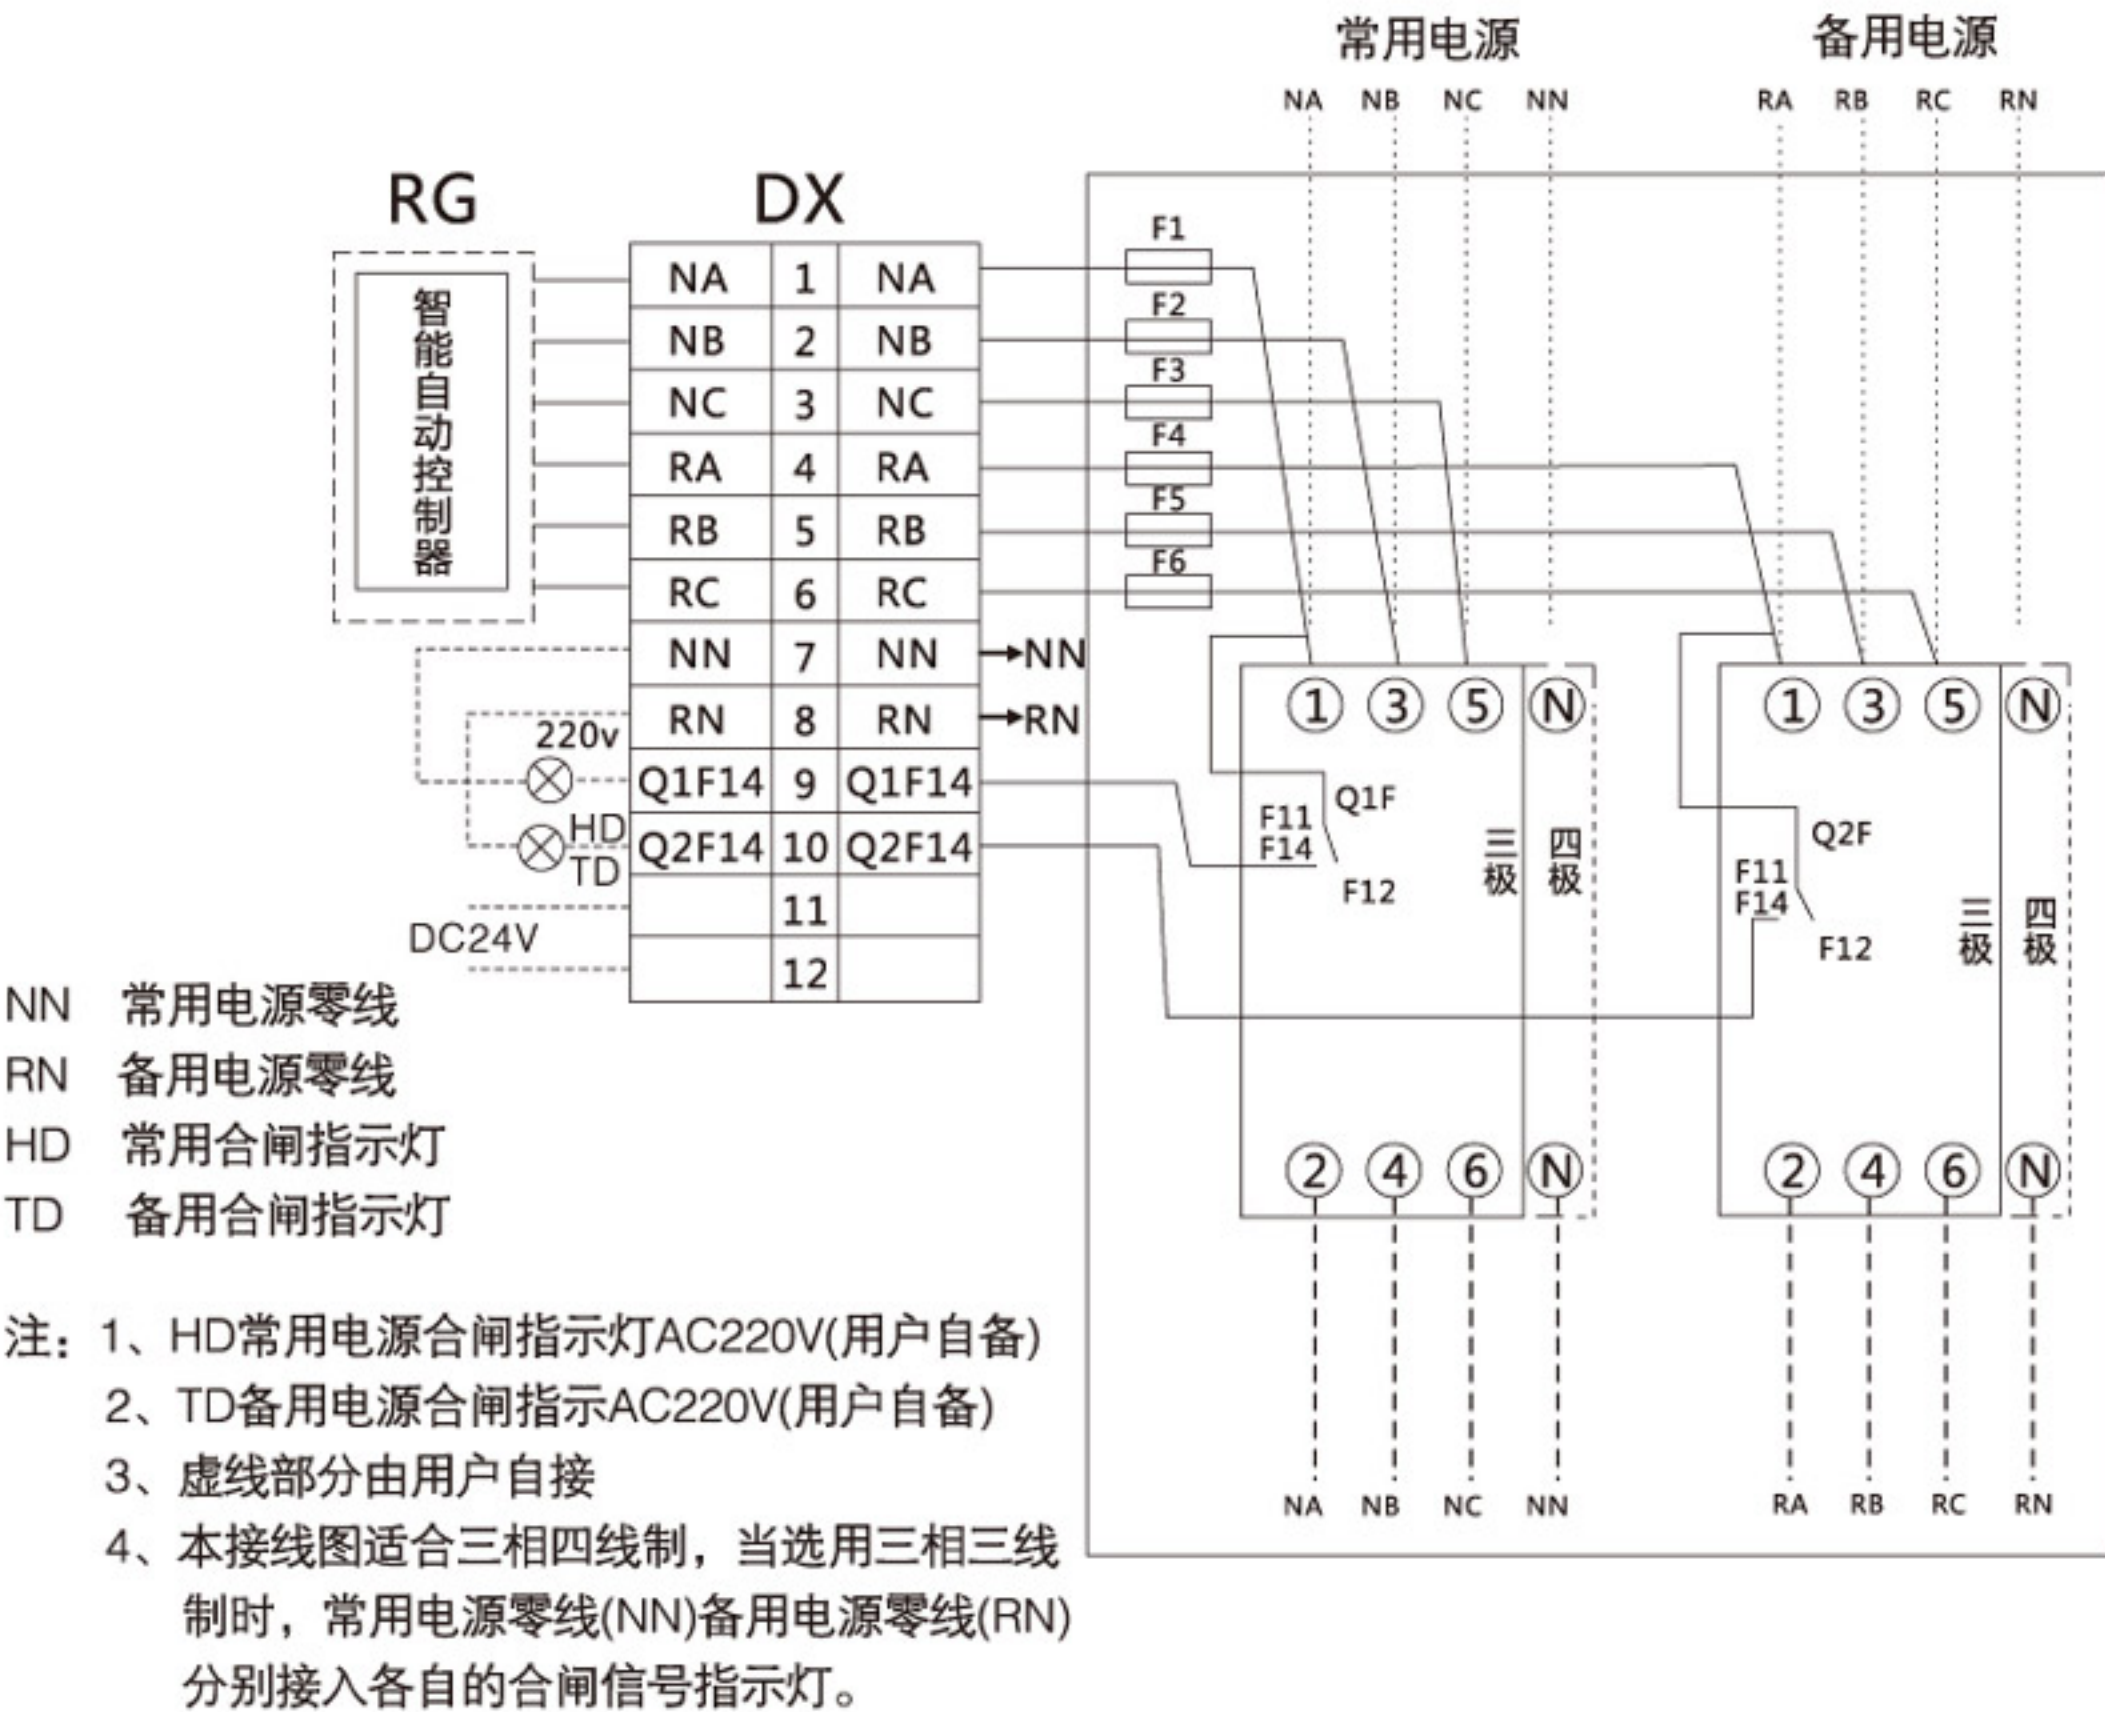 常用电源 备用电源
NA NB NC NN RA RB RC RN
RG DX
智能自动控制器
NA 1 NA F1
NB 2 NB F2
NC 3 NC F3
RA 4 RA F4
RB 5 RB F5
RC 6 RC F6
NN 7 NN NN
RN 8 RN RN
220v
Q1F14 9 Q1F14
HD
Q2F14 10 Q2F14
TD
11
DC24V
12
1 3 5 N
Q1F
F11
F14
F12
三极 四极
2 4 6 N
NA NB NC NN
1 3 5 N
Q2F
F11
F14
F12
三极 四极
2 4 6 N
RA RB RC RN
NN 常用电源零线
RN 备用电源零线
HD 常用合闸指示灯
TD 备用合闸指示灯
注：1、HD常用电源合闸指示灯AC220V(用户自备)
2、TD备用电源合闸指示AC220V(用户自备)
3、虚线部分由用户自接
4、本接线图适合三相四线制，当选用三相三线
制时，常用电源零线(NN)备用电源零线(RN)
分别接入各自的合闸信号指示灯。